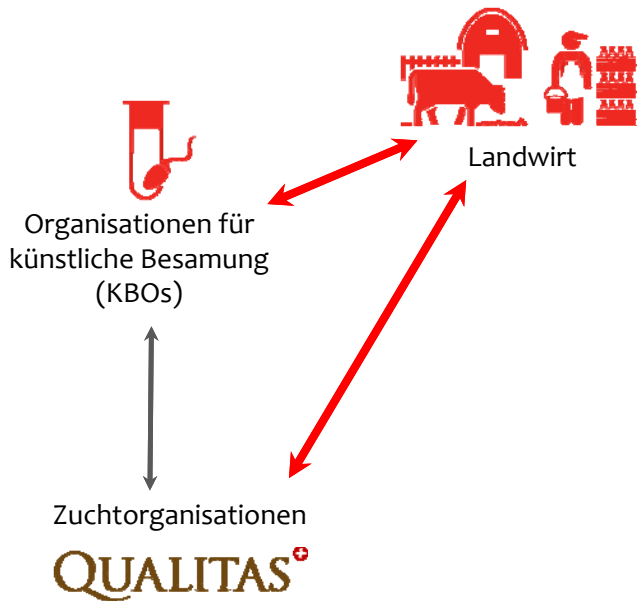 Landwirt
Organisationen für
künstliche Besamung
(KBOs)
Zuchtorganisationen
QUALITAS